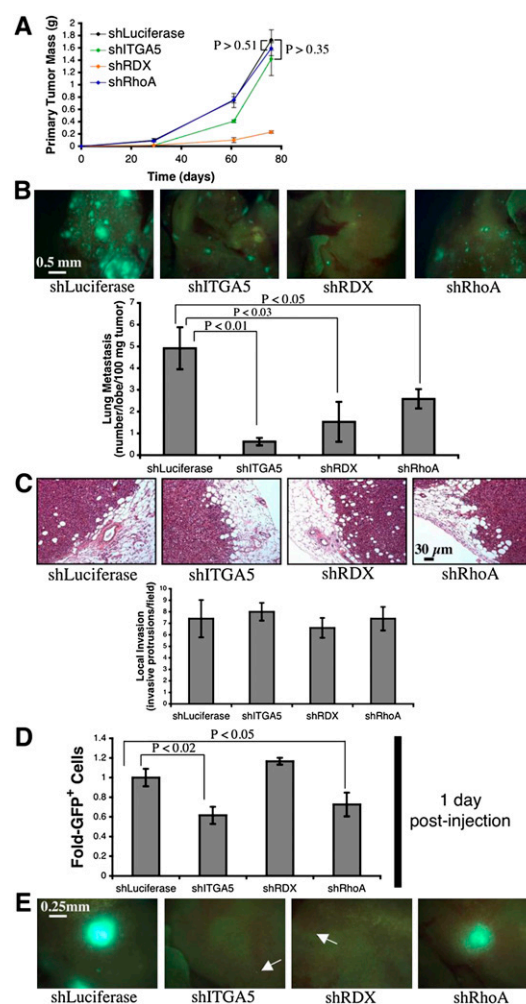 A
shLuciferase
shITGA5
shRDX
shRhoA
P > 0.51
P > 0.35
Primary Tumor Mass (g)
1.8
1.6
1.4
1.2
1
0.8
0.6
0.4
0.2
0
0 20 40 60 80
Time (days)
B
0.5 mm
shLuciferase shITGA5 shRDX shRhoA
P < 0.05
P < 0.03
P < 0.01
Lung Metastasis
(number/lobe/100 mg tumor)
7
6
5
4
3
2
1
0
shLuciferase shITGA5 shRDX shRhoA
C
30 µm
shLuciferase shITGA5 shRDX shRhoA
Local Invasion
(invasive protrusions/field)
10
9
8
7
6
5
4
3
2
1
0
shLuciferase shITGA5 shRDX shRhoA
D
P < 0.05
P < 0.02
Fold-GFP+ Cells
1.4
1.2
1
0.8
0.6
0.4
0.2
0
shLuciferase shITGA5 shRDX shRhoA
1 day
post-injection
E
0.25mm
shLuciferase shITGA5 shRDX shRhoA